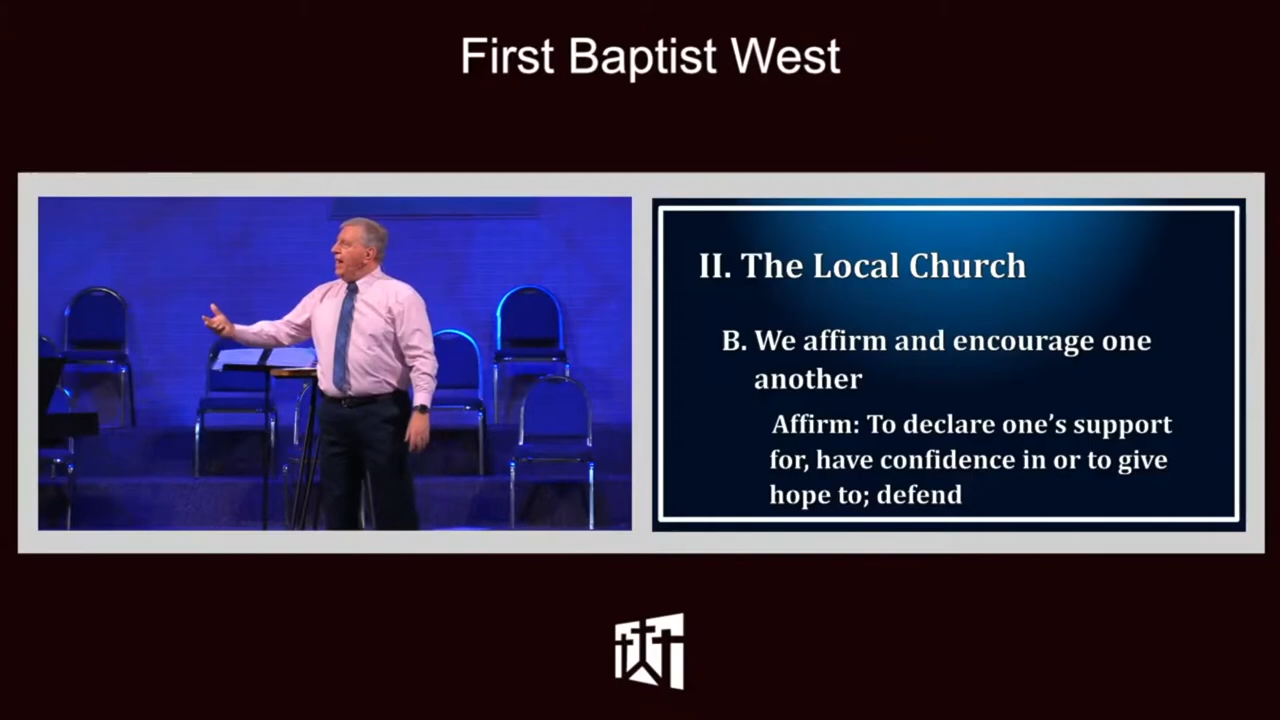 First Baptist West
II. The Local Church
B. We affirm and encourage one
another
Affirm: To declare one’s support
for, have confidence in or to give
hope to; defend